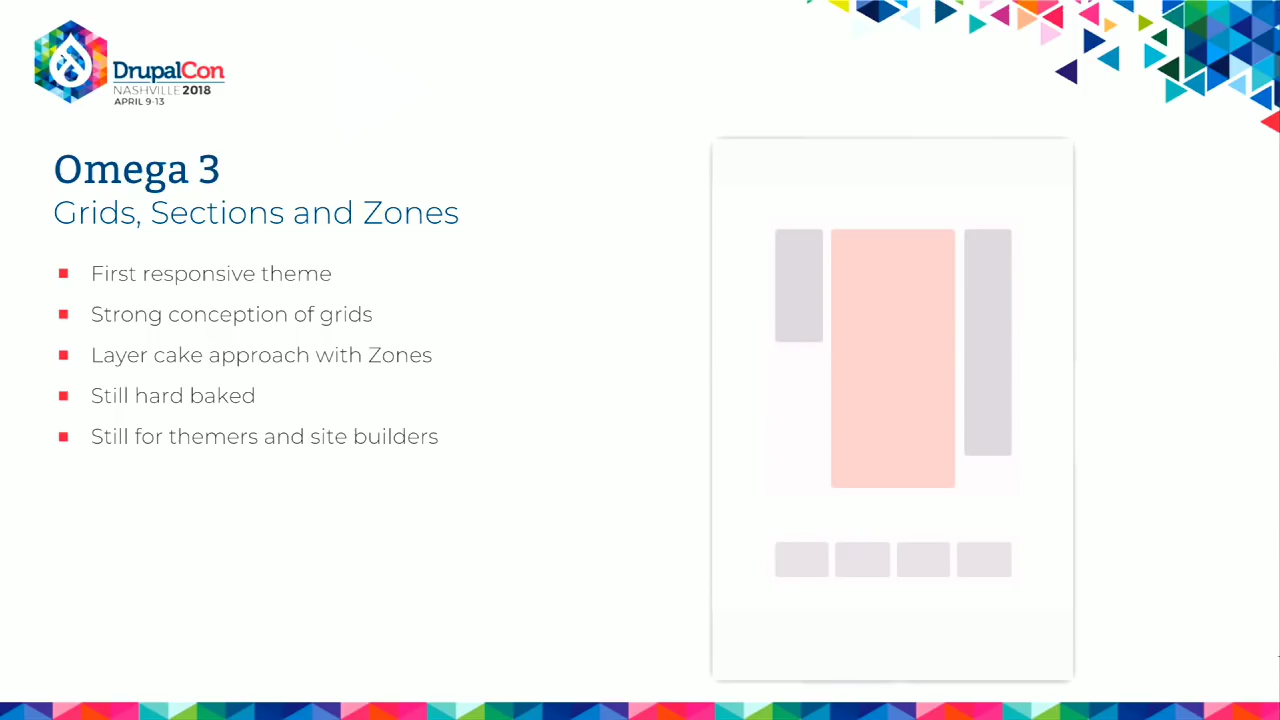 DrupalCon
NASHVILLE 2018
APRIL 9-13
Omega 3
Grids, Sections and Zones
First responsive theme
Strong conception of grids
Layer cake approach with Zones
Still hard baked
Still for themers and site builders